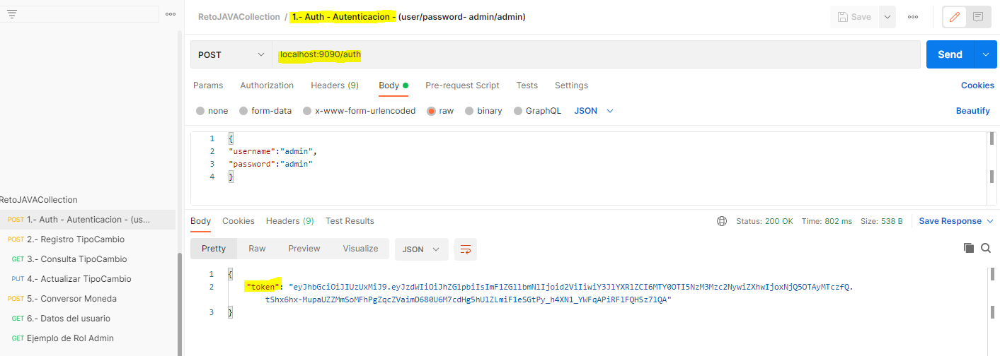 RetoJAVACollection / 1.- Auth - Autenticacion - (user/password- admin/admin)
Save
POST
localhost:9090/auth
Send
Params Authorization Headers (9) Body Pre-request Script Tests Settings Cookies
none form-data x-www-form-urlencoded raw binary GraphQL JSON Beautify
1 {
2 "username":"admin",
3 "password":"admin"
4 }
RetoJAVACollection
POST 1.- Auth - Autenticacion - (us...
POST 2.- Registro TipoCambio
GET 3.- Consulta TipoCambio
PUT 4.- Actualizar TipoCambio
POST 5.- Conversor Moneda
GET 6.- Datos del usuario
GET Ejemplo de Rol Admin
Body Cookies Headers (9) Test Results Status: 200 OK Time: 802 ms Size: 538 B Save Response
Pretty Raw Preview Visualize JSON
1 {
2 "token": "eyJhbGciOiJIUzUxMiJ9.eyJzdWIiOiJhZG1pbiIsImF1ZGllbmNlIjoid2ViIiwiY3JlYXRlZCI6MTY0OTI5NzM3Mzc2NywiZXhwIjoxNjQ5OTAyMTczfQ.
tShx6hx-MupaUZZMmSoMFhPgZqcZVaimD680U6M7cdHg5hUlZLmiFleSGtPy_h4XN1_YWFqAPiRFlFQHSz7lQA"
3 }